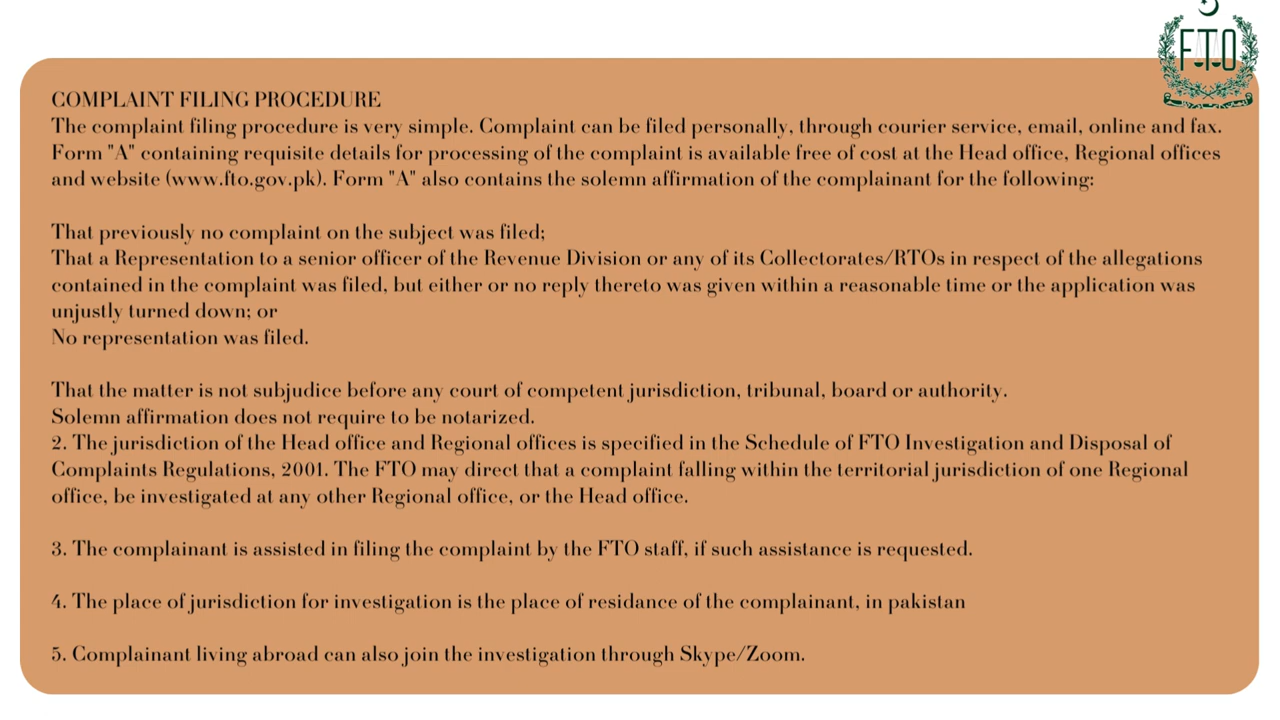 FTO
COMPLAINT FILING PROCEDURE
The complaint filing procedure is very simple. Complaint can be filed personally, through courier service, email, online and fax.
Form "A" containing requisite details for processing of the complaint is available free of cost at the Head office, Regional offices
and website (www.fto.gov.pk). Form "A" also contains the solemn affirmation of the complainant for the following:
That previously no complaint on the subject was filed;
That a Representation to a senior officer of the Revenue Division or any of its Collectorates/RTOs in respect of the allegations
contained in the complaint was filed, but either or no reply thereto was given within a reasonable time or the application was
unjustly turned down; or
No representation was filed.
That the matter is not subjudice before any court of competent jurisdiction, tribunal, board or authority.
Solemn affirmation does not require to be notarized.
2. The jurisdiction of the Head office and Regional offices is specified in the Schedule of FTO Investigation and Disposal of
Complaints Regulations, 2001. The FTO may direct that a complaint falling within the territorial jurisdiction of one Regional
office, be investigated at any other Regional office, or the Head office.
3. The complainant is assisted in filing the complaint by the FTO staff, if such assistance is requested.
4. The place of jurisdiction for investigation is the place of residance of the complainant, in pakistan
5. Complainant living abroad can also join the investigation through Skype/Zoom.